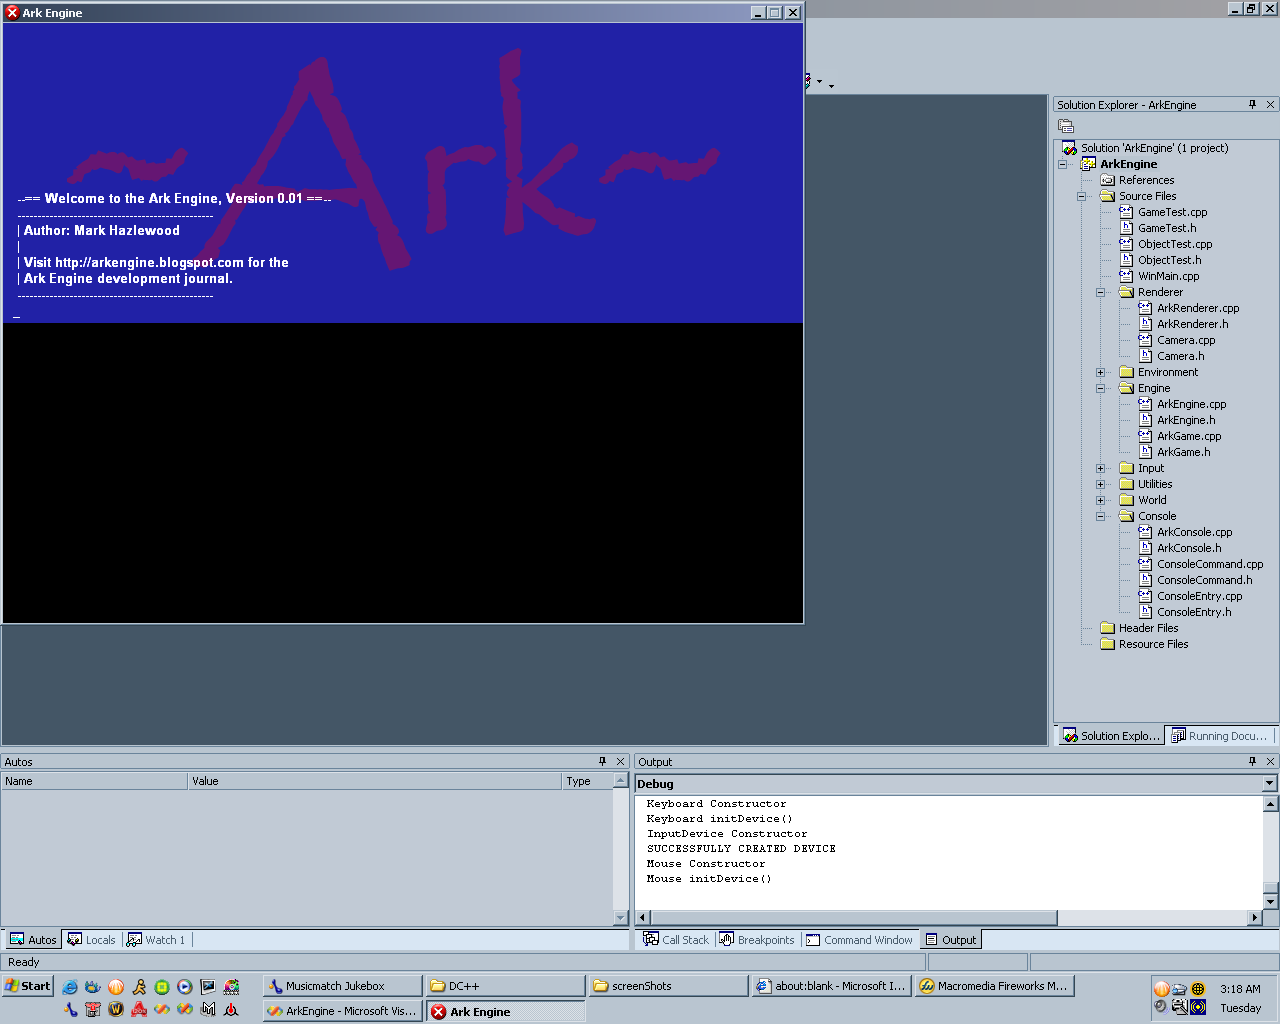 Ark Engine
~Ark~
--== Welcome to the Ark Engine, Version 0.01 ==--
-------------------------------------------------
| Author: Mark Hazlewood
|
| Visit http://arkengine.blogspot.com for the
| Ark Engine development journal.
-------------------------------------------------
_
Solution Explorer - ArkEngine
Solution 'ArkEngine' (1 project)
ArkEngine
References
Source Files
GameTest.cpp
GameTest.h
ObjectTest.cpp
ObjectTest.h
WinMain.cpp
Renderer
ArkRenderer.cpp
ArkRenderer.h
Camera.cpp
Camera.h
Environment
Engine
ArkEngine.cpp
ArkEngine.h
ArkGame.cpp
ArkGame.h
Input
Utilities
World
Console
ArkConsole.cpp
ArkConsole.h
ConsoleCommand.cpp
ConsoleCommand.h
ConsoleEntry.cpp
ConsoleEntry.h
Header Files
Resource Files
Solution Explo... Running Docu...
Autos
Name Value Type
Autos Locals Watch 1
Output
Debug
Keyboard Constructor
Keyboard initDevice()
InputDevice Constructor
SUCCESSFULLY CREATED DEVICE
Mouse Constructor
Mouse initDevice()
Call Stack Breakpoints Command Window Output
Ready
Start Musicmatch Jukebox DC++ screenShots about:blank - Microsoft I... Macromedia Fireworks M... 3:18 AM
ArkEngine - Microsoft Vis... Ark Engine Tuesday